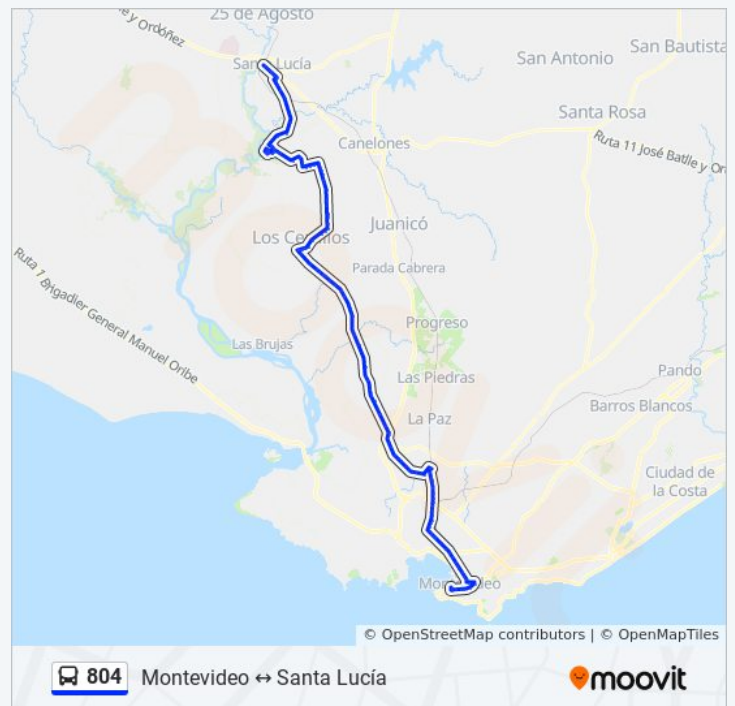 25 de Agosto
e y Ordóñez
San Bautista
San Antonio
Santa Lucía
Santa Rosa
Canelones
Ruta 11 José Batlle y Or
Juanicó
Los Cerrillos
Parada Cabrera
Ruta 1 Brigadier General Manuel Oribe
Progreso
Las Brujas
Las Piedras
Pando
Barros Blancos
La Paz
Ciudad de
la Costa
Montevideo
© OpenStreetMap contributors | © OpenMapTiles
804 Montevideo ↔ Santa Lucía
moovit